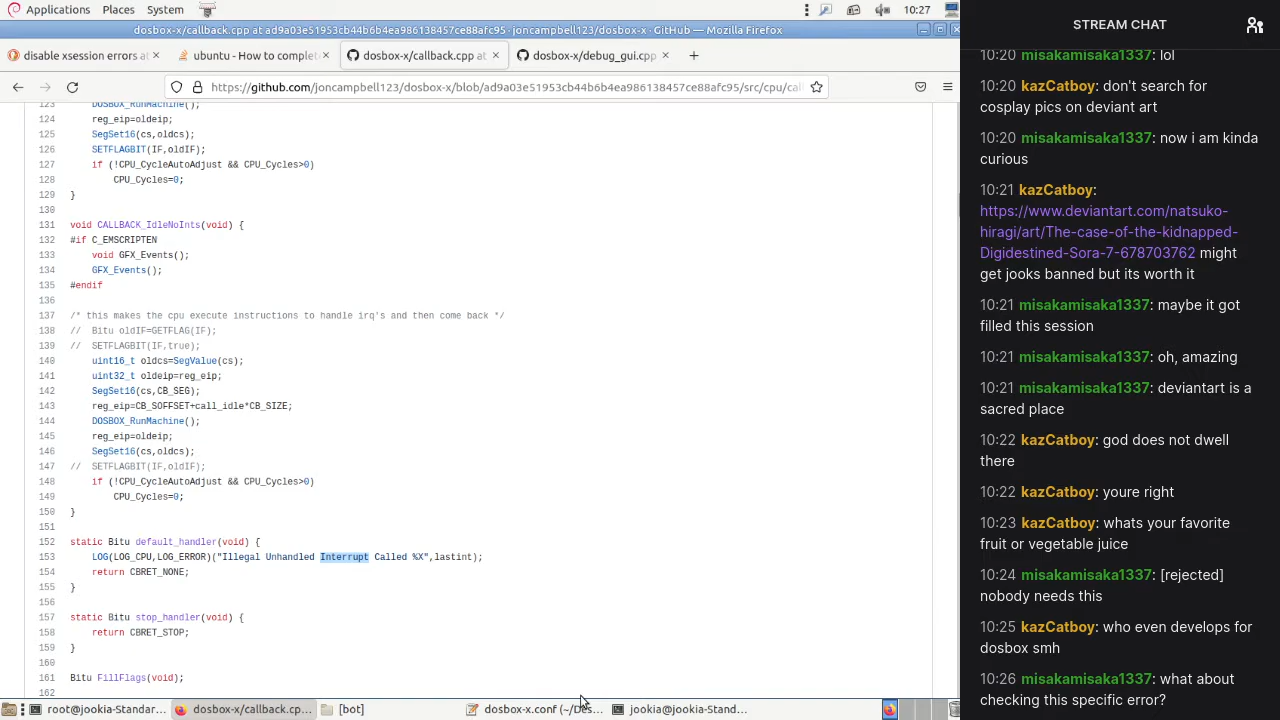 Applications Places System 10:27
dosbox-x/callback.cpp at ad9a03e51953cb44b6b4ea986138457ce88afc95 · joncampbell123/dosbox-x · GitHub — Mozilla Firefox
disable xsession errors at × ubuntu - How to complete × dosbox-x/callback.cpp at × dosbox-x/debug_gui.cpp × +
https://github.com/joncampbell123/dosbox-x/blob/ad9a03e51953cb44b6b4ea986138457ce88afc95/src/cpu/cal
123 DOSBOX_RunMachine();
124 reg_eip=oldeip;
125 SegSet16(cs,oldcs);
126 SETFLAGBIT(IF,oldIF);
127 if (!CPU_CycleAutoAdjust && CPU_Cycles>0)
128 CPU_Cycles=0;
129 }
130
131 void CALLBACK_IdleNoInts(void) {
132 #if C_EMSCRIPTEN
133 void GFX_Events();
134 GFX_Events();
135 #endif
136
137 /* this makes the cpu execute instructions to handle irq's and then come back */
138 // Bitu oldIF=GETFLAG(IF);
139 // SETFLAGBIT(IF,true);
140 uint16_t oldcs=SegValue(cs);
141 uint32_t oldeip=reg_eip;
142 SegSet16(cs,CB_SEG);
143 reg_eip=CB_SOFFSET+call_idle*CB_SIZE;
144 DOSBOX_RunMachine();
145 reg_eip=oldeip;
146 SegSet16(cs,oldcs);
147 // SETFLAGBIT(IF,oldIF);
148 if (!CPU_CycleAutoAdjust && CPU_Cycles>0)
149 CPU_Cycles=0;
150 }
151
152 static Bitu default_handler(void) {
153 LOG(LOG_CPU,LOG_ERROR)("Illegal Unhandled Interrupt Called %X",lastint);
154 return CBRET_NONE;
155 }
156
157 static Bitu stop_handler(void) {
158 return CBRET_STOP;
159 }
160
161 Bitu FillFlags(void);
162
root@jookia-Standar... dosbox-x/callback.cp... [bot] dosbox-x.conf (~/Des... jookia@jookia-Stand...
STREAM CHAT
10:20 misakamisaka1337: lol
10:20 kazCatboy: don't search for
cosplay pics on deviant art
10:20 misakamisaka1337: now i am kinda
curious
10:21 kazCatboy:
https://www.deviantart.com/natsuko-
hiragi/art/The-case-of-the-kidnapped-
Digidestined-Sora-7-678703762 might
get jooks banned but its worth it
10:21 misakamisaka1337: maybe it got
filled this session
10:21 misakamisaka1337: oh, amazing
10:21 misakamisaka1337: deviantart is a
sacred place
10:22 kazCatboy: god does not dwell
there
10:22 kazCatboy: youre right
10:23 kazCatboy: whats your favorite
fruit or vegetable juice
10:24 misakamisaka1337: [rejected]
nobody needs this
10:25 kazCatboy: who even develops for
dosbox smh
10:26 misakamisaka1337: what about
checking this specific error?